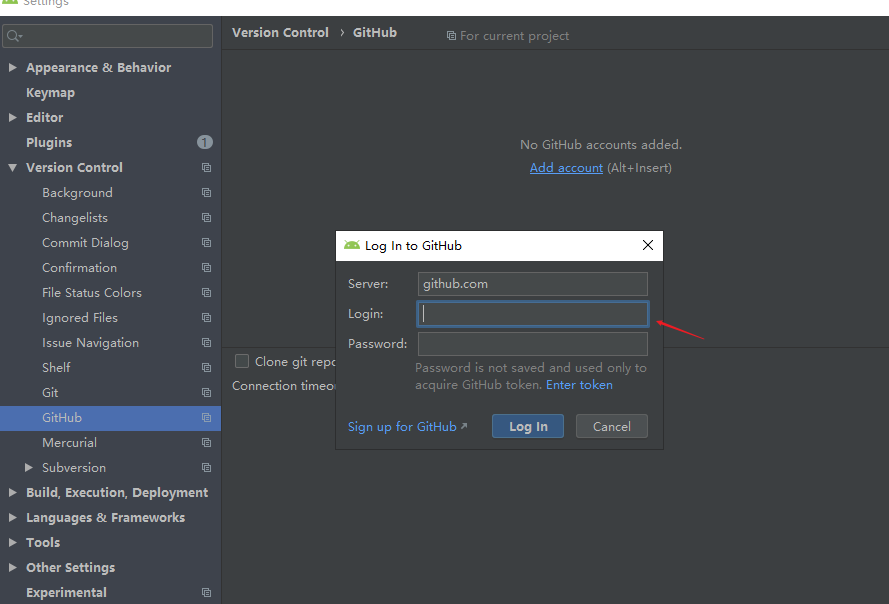 Settings
Version Control › GitHub
For current project
Appearance & Behavior
Keymap
Editor
Plugins 1
Version Control
Background
Changelists
Commit Dialog
Confirmation
File Status Colors
Ignored Files
Issue Navigation
Shelf
Git
GitHub
Mercurial
Subversion
Build, Execution, Deployment
Languages & Frameworks
Tools
Other Settings
Experimental
No GitHub accounts added.
Add account (Alt+Insert)
Clone git repo
Connection timeou
Log In to GitHub
Server: github.com
Login:
Password:
Password is not saved and used only to
acquire GitHub token. Enter token
Sign up for GitHub
Log In
Cancel